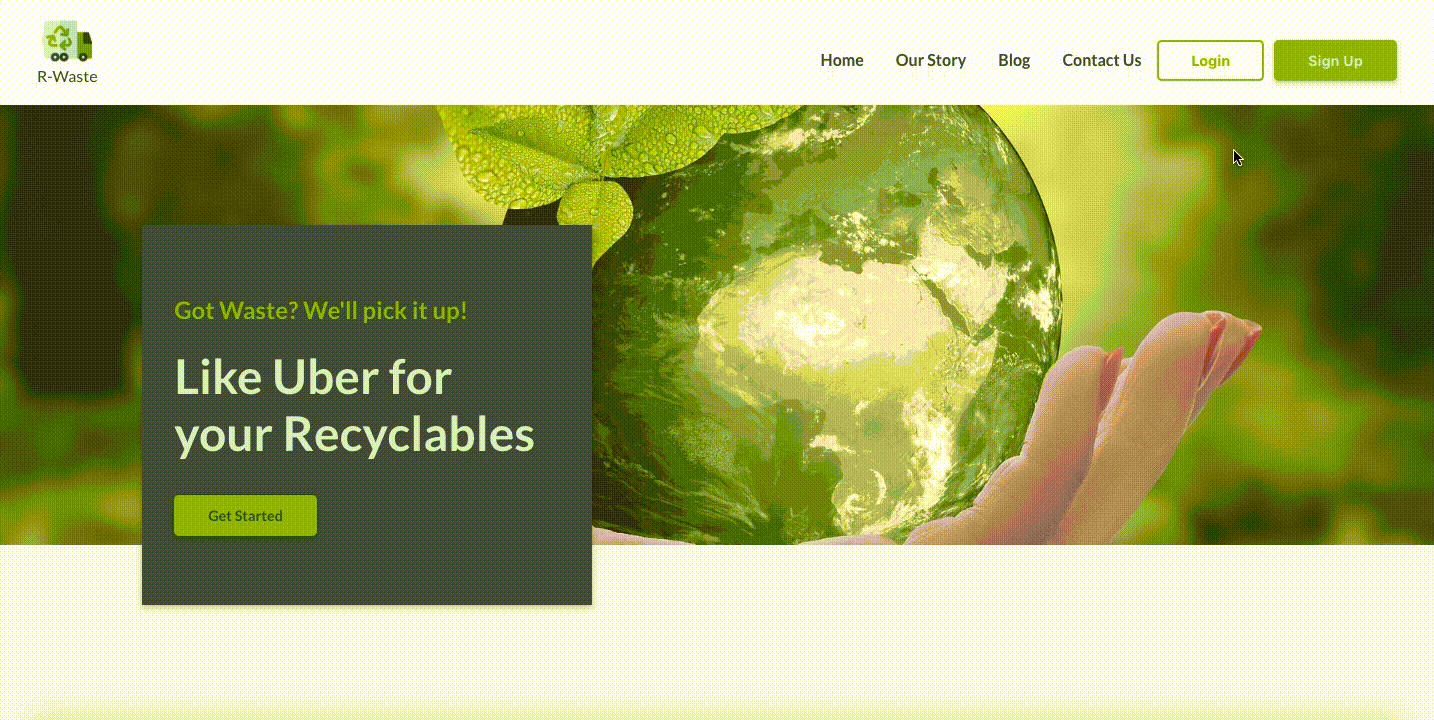 R-Waste
Home
Our Story
Blog
Contact Us
Login
Sign Up
Got Waste? We'll pick it up!
Like Uber for
your Recyclables
Get Started